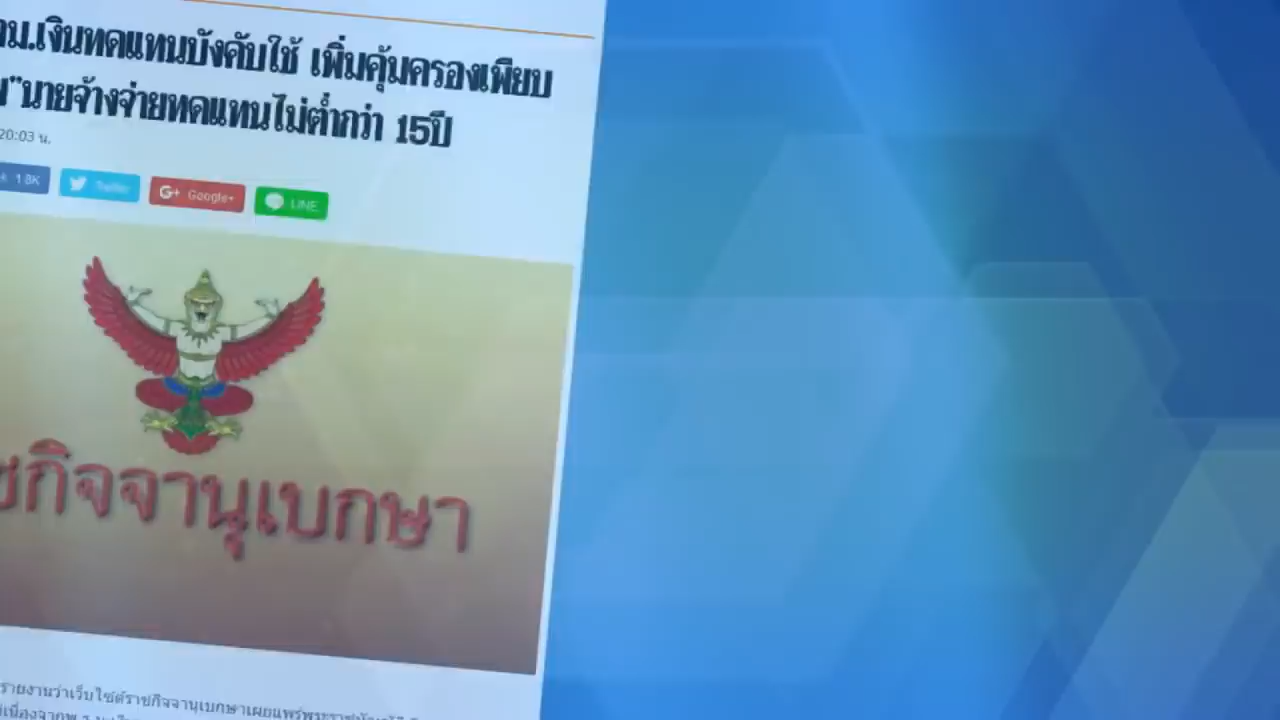 ม.เงินทดแทนบังคับใช้ เพิ่มคุ้มครองเพียบ
"นายจ้างจ่ายทดแทนไม่ต่ำกว่า 15ปี
20:03 น.
1.8K Twitter Google+ LINE
ชกิจจานุเบกษา
รายงานว่าเว็บไซต์ราชกิจจานุเบกษาเผยแพร่พระราชบัญญัติ